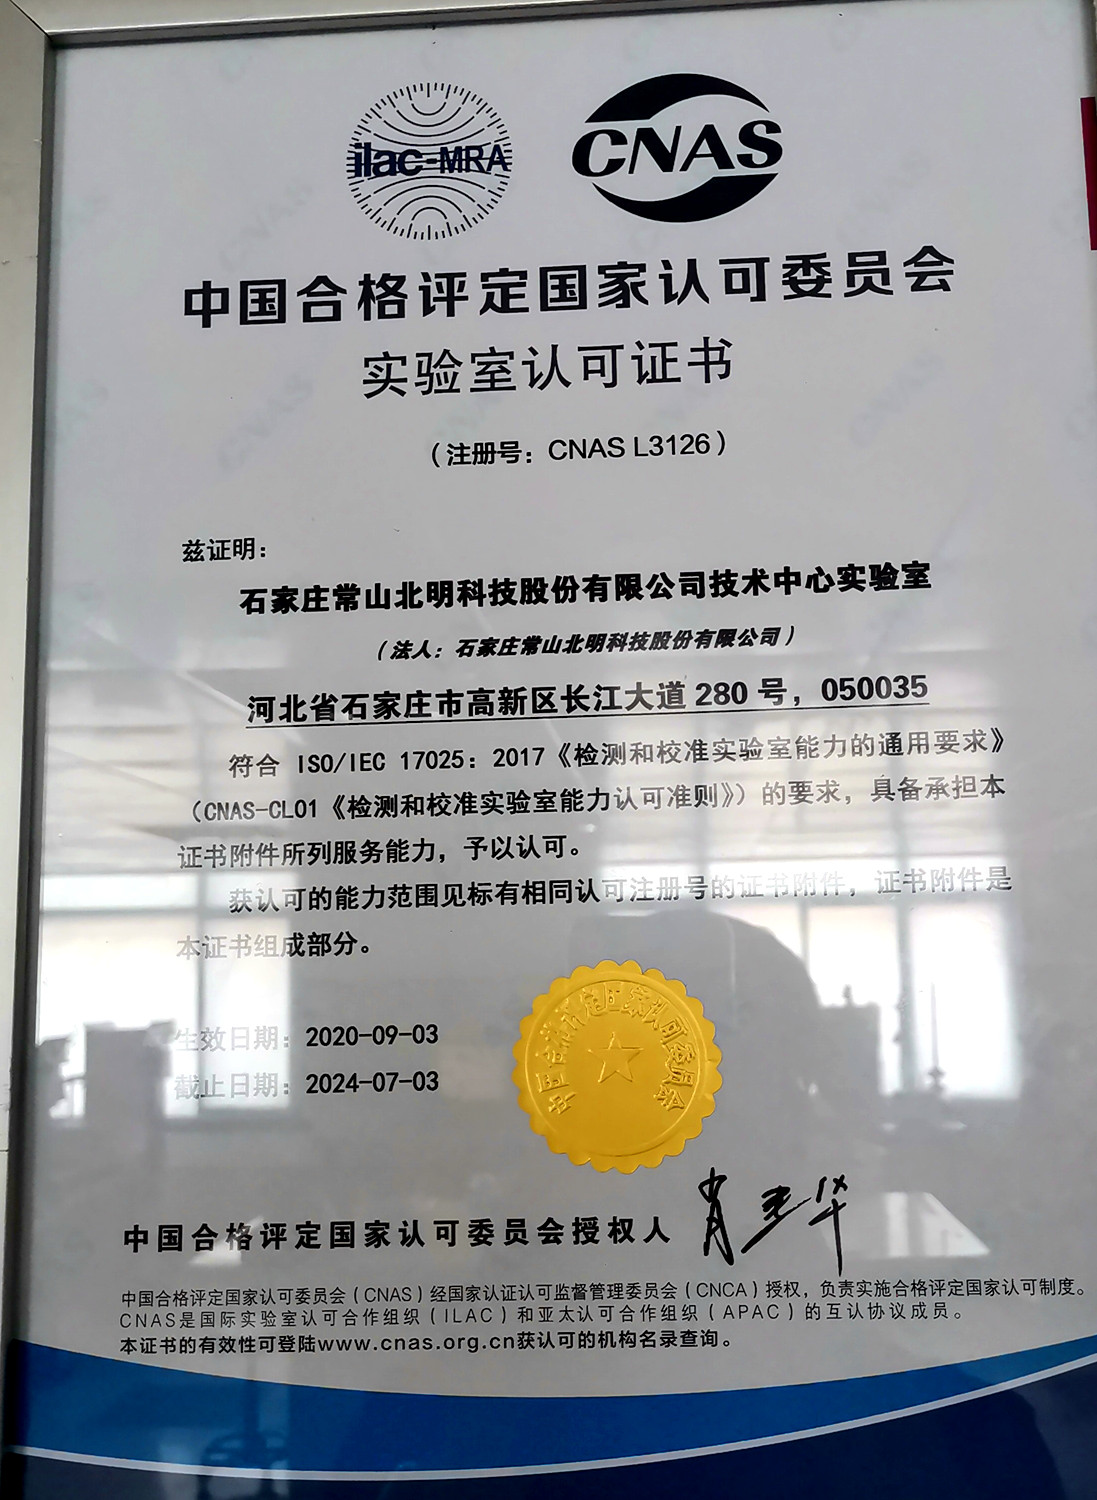 ilac-MRA
CNAS
中国合格评定国家认可委员会
实验室认可证书
（注册号：CNAS L3126）
兹证明：
石家庄常山北明科技股份有限公司技术中心实验室
（法人：石家庄常山北明科技股份有限公司）
河北省石家庄市高新区长江大道 280 号，050035
符合 ISO/IEC 17025：2017《检测和校准实验室能力的通用要求》
（CNAS-CL01《检测和校准实验室能力认可准则》）的要求，具备承担本
证书附件所列服务能力，予以认可。
获认可的能力范围见标有相同认可注册号的证书附件，证书附件是
本证书组成部分。
生效日期：2020-09-03
截止日期：2024-07-03
中国合格评定国家认可委员会
中国合格评定国家认可委员会授权人
中国合格评定国家认可委员会（CNAS）经国家认证认可监督管理委员会（CNCA）授权，负责实施合格评定国家认可制度。
CNAS是国际实验室认可合作组织（ILAC）和亚太认可合作组织（APAC）的互认协议成员。
本证书的有效性可登陆www.cnas.org.cn获认可的机构名录查询。